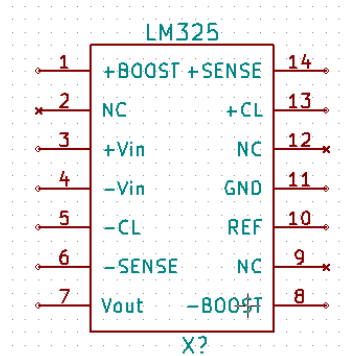 LM325
1 +BOOST +SENSE 14
2 NC +CL 13
3 +Vin NC 12
4 -Vin GND 11
5 -CL REF 10
6 -SENSE NC 9
7 Vout -BOOST 8
X?